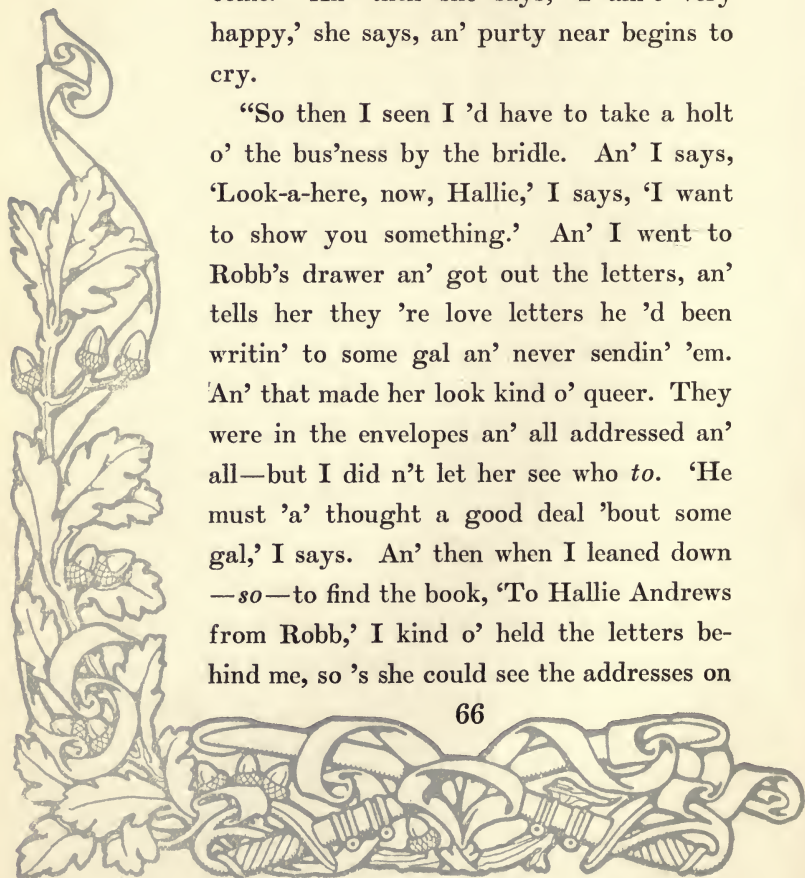 happy,’ she says, an’ purty near begins to
cry.
“So then I seen I ’d have to take a holt
o’ the bus’ness by the bridle. An’ I says,
‘Look-a-here, now, Hallie,’ I says, ‘I want
to show you something.’ An’ I went to
Robb’s drawer an’ got out the letters, an’
tells her they ’re love letters he ’d been
writin’ to some gal an’ never sendin’ ’em.
An’ that made her look kind o’ queer. They
were in the envelopes an’ all addressed an’
all—but I did n’t let her see who to. ‘He
must ’a’ thought a good deal ’bout some
gal,’ I says. An’ then when I leaned down
—so—to find the book, ‘To Hallie Andrews
from Robb,’ I kind o’ held the letters be-
hind me, so ’s she could see the addresses on
66